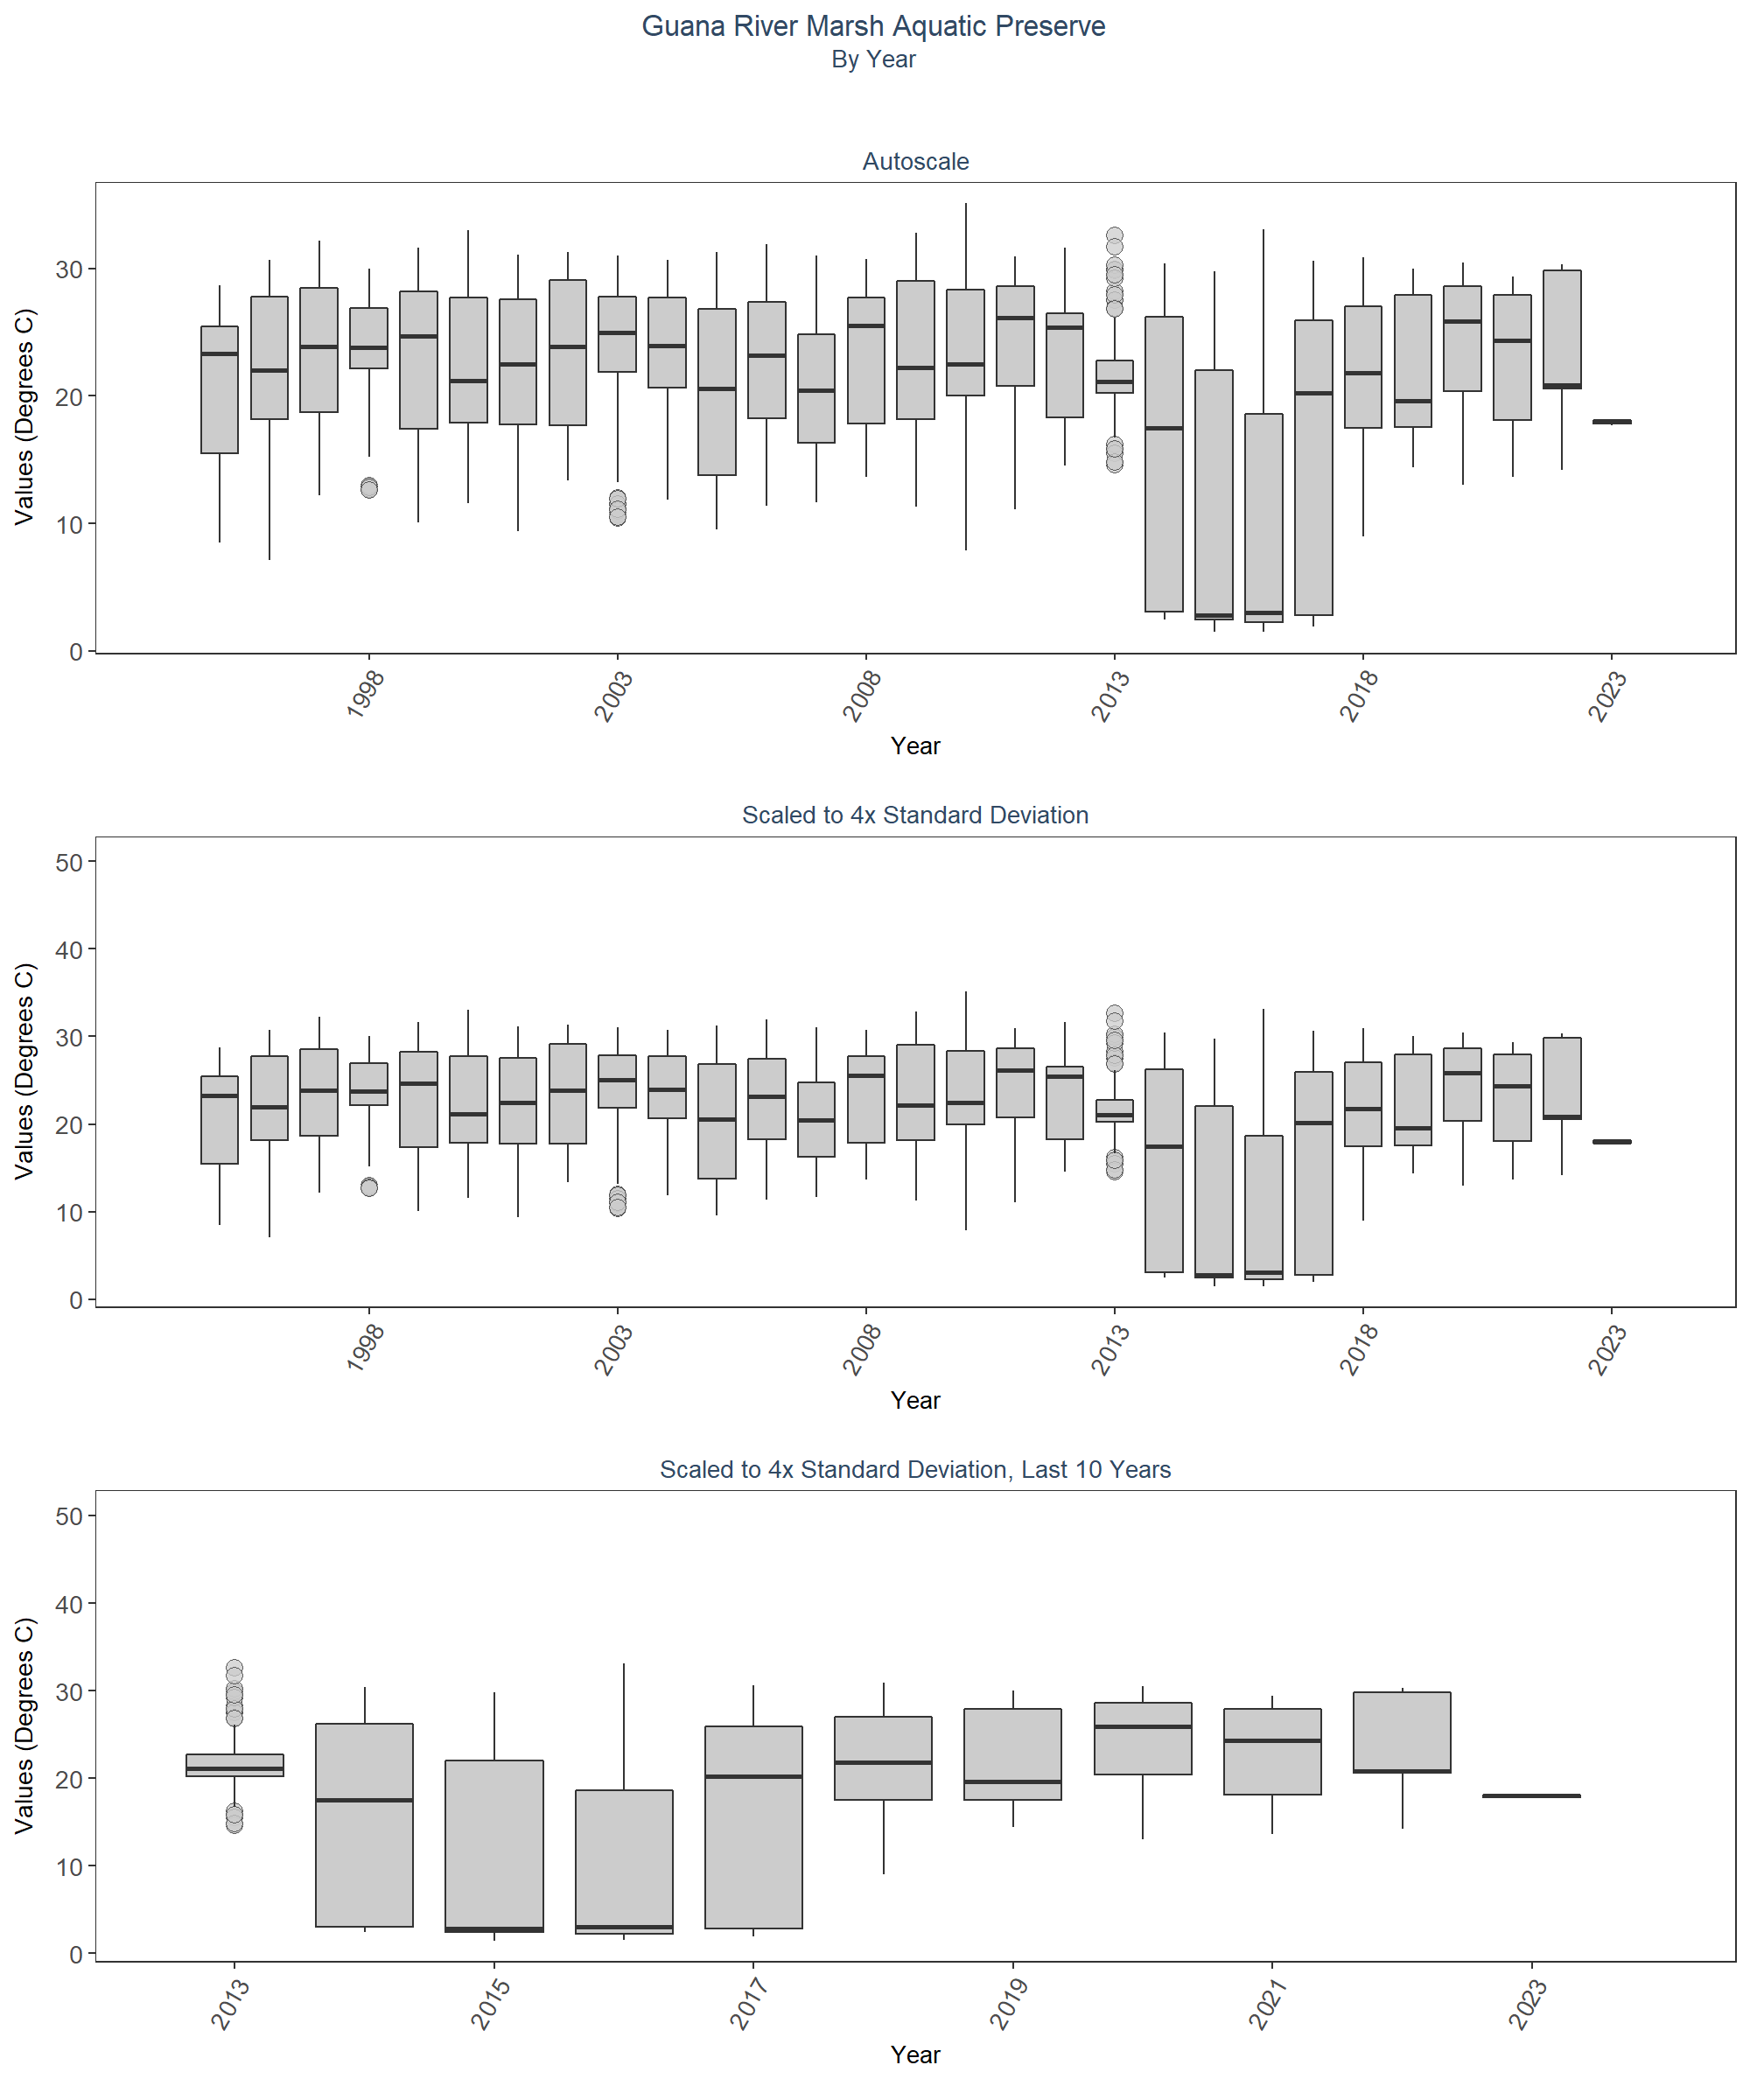 Guana River Marsh Aquatic Preserve
By Year
Autoscale
Values (Degrees C)
30
20
10
0
1998 2003 2008 2013 2018 2023
Year
Scaled to 4x Standard Deviation
Values (Degrees C)
50
40
30
20
10
0
1998 2003 2008 2013 2018 2023
Year
Scaled to 4x Standard Deviation, Last 10 Years
Values (Degrees C)
50
40
30
20
10
0
2013 2015 2017 2019 2021 2023
Year